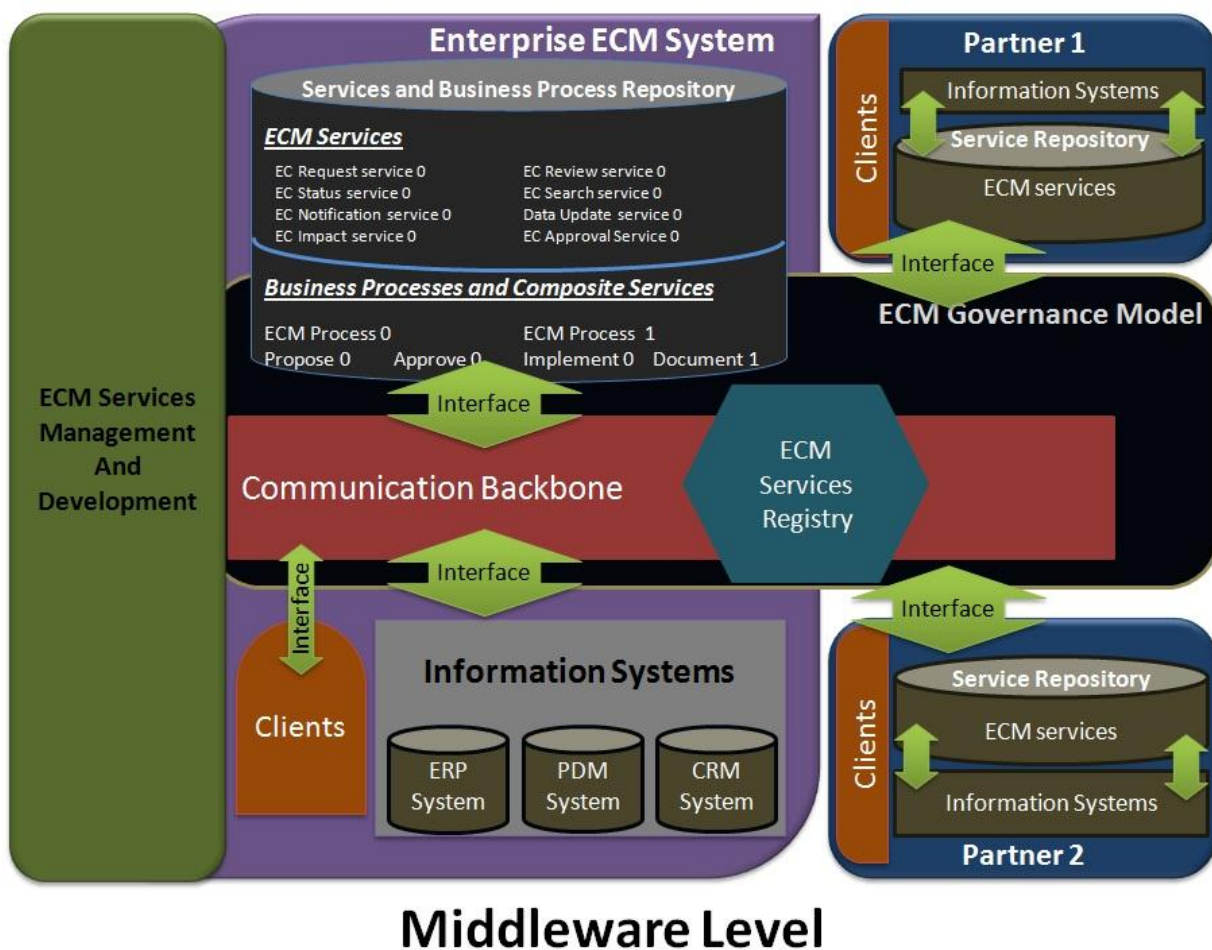 Enterprise ECM System
Services and Business Process Repository
ECM Services
EC Request service 0
EC Status service 0
EC Notification service 0
EC Impact service 0
EC Review service 0
EC Search service 0
Data Update service 0
EC Approval Service 0
Business Processes and Composite Services
ECM Process 0
ECM Process 1
Propose 0
Approve 0
Implement 0
Document 1
Partner 1
Clients
Information Systems
Service Repository
ECM services
Interface
ECM Governance Model
ECM Services
Management
And
Development
Interface
Communication Backbone
ECM
Services
Registry
Interface
Interface
Interface
Clients
Information Systems
ERP
System
PDM
System
CRM
System
Clients
Service Repository
ECM services
Information Systems
Partner 2
Middleware Level